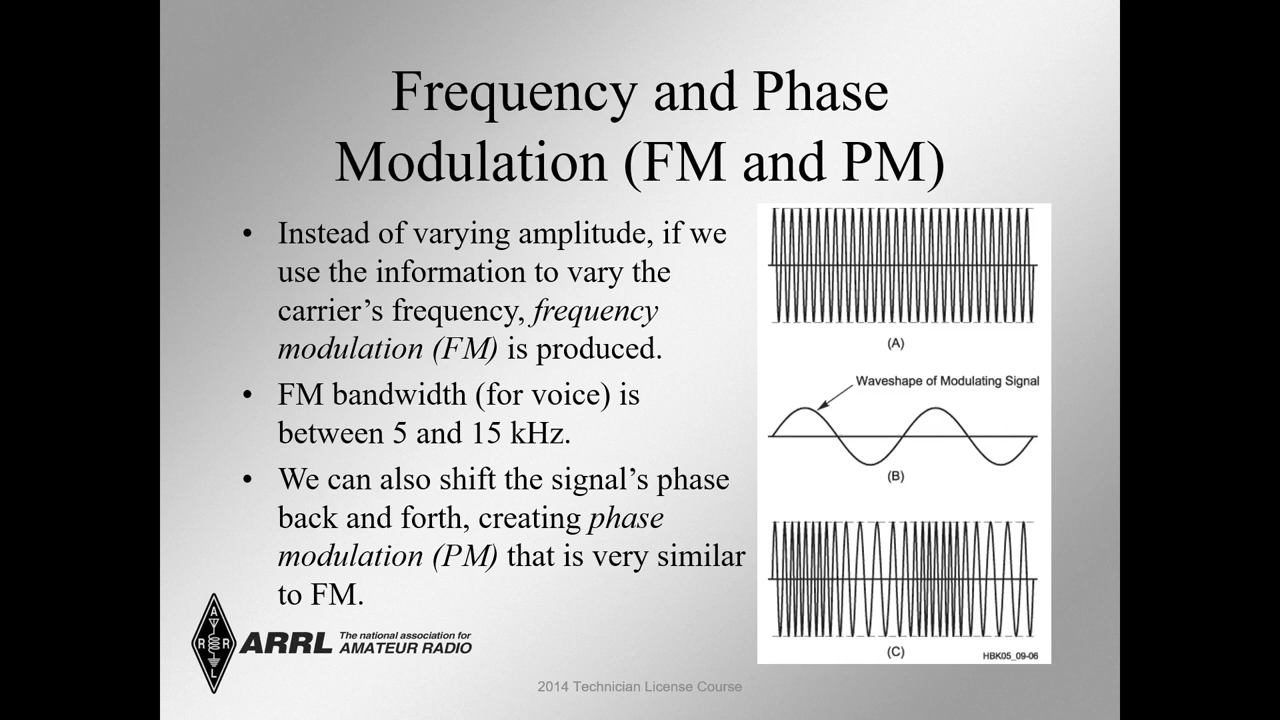 Frequency and Phase
Modulation (FM and PM)
• Instead of varying amplitude, if we
use the information to vary the
carrier’s frequency, frequency
modulation (FM) is produced.
• FM bandwidth (for voice) is
between 5 and 15 kHz.
• We can also shift the signal’s phase
back and forth, creating phase
modulation (PM) that is very similar
to FM.
(A)
Waveshape of Modulating Signal
(B)
(C)
HBK05_09-06
A
R R
L
ARRL
The national association for
AMATEUR RADIO
2014 Technician License Course